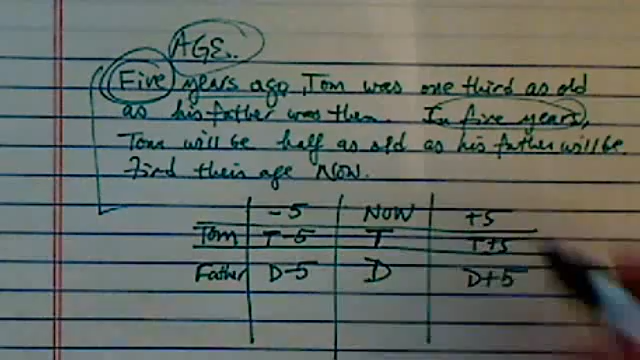 AGE..
Five years ago, Tom was one third as old
as his father was then. In five years,
Tom will be half as old as his father will be.
Find their age NOW.
-5 NOW +5
Tom T-5 T T+5
Father D-5 D D+5